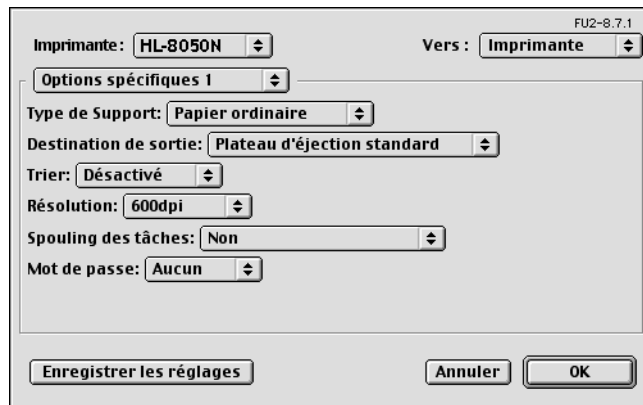 FU2-8.7.1
Imprimante: HL-8050N Vers : Imprimante
Options spécifiques 1
Type de Support: Papier ordinaire
Destination de sortie: Plateau d'éjection standard
Trier: Désactivé
Résolution: 600dpi
Spouling des tâches: Non
Mot de passe: Aucun
Enregistrer les réglages Annuler OK